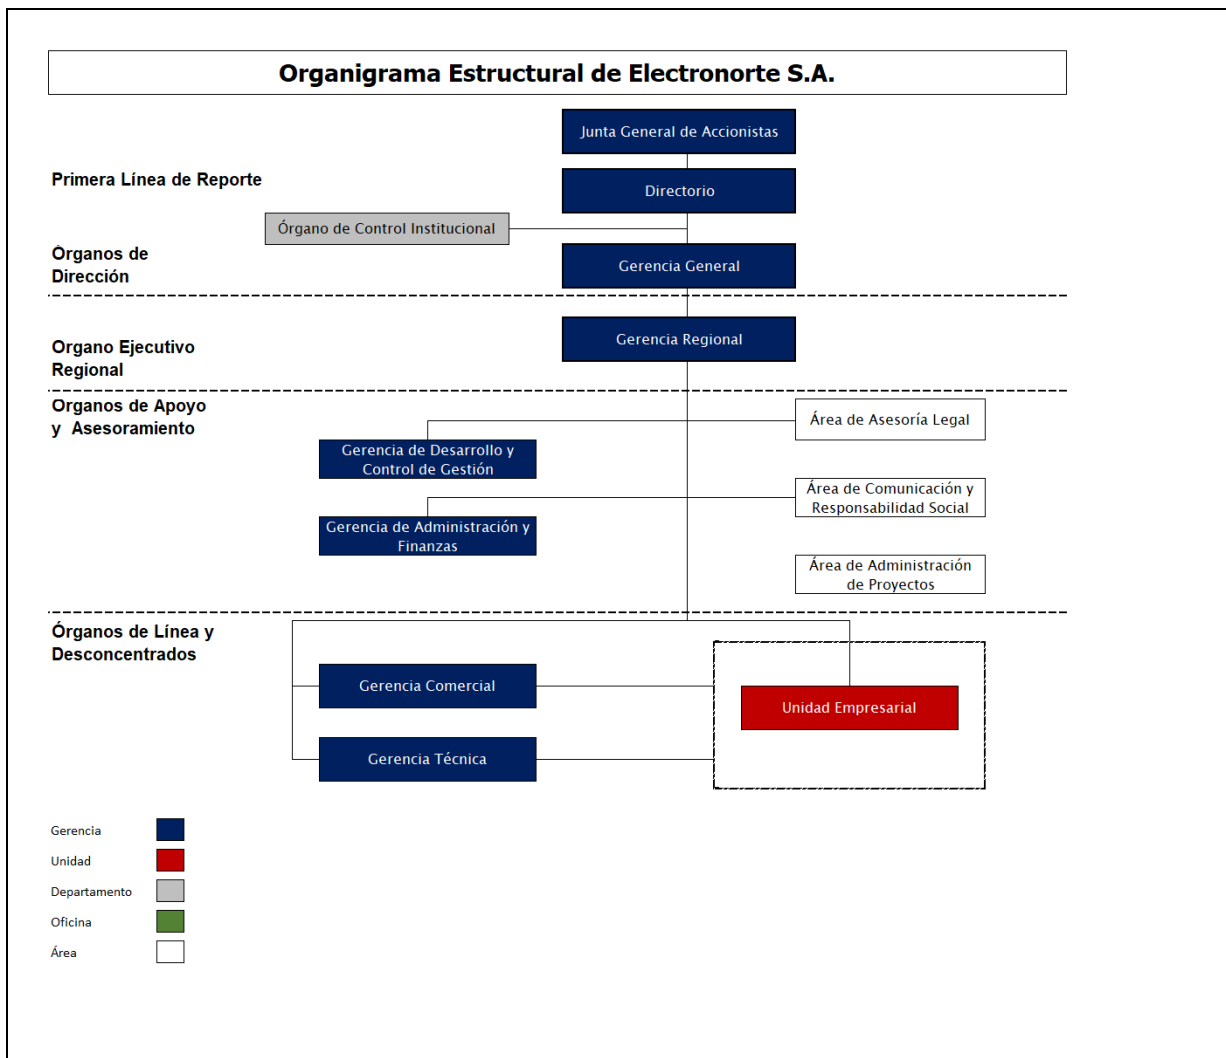 Organigrama Estructural de Electronorte S.A.
Junta General de Accionistas
Primera Línea de Reporte
Directorio
Órgano de Control Institucional
Órganos de
Dirección
Gerencia General
Organo Ejecutivo
Regional
Gerencia Regional
Organos de Apoyo
y Asesoramiento
Área de Asesoría Legal
Gerencia de Desarrollo y
Control de Gestión
Área de Comunicación y
Responsabilidad Social
Gerencia de Administración y
Finanzas
Área de Administración
de Proyectos
Órganos de Línea y
Desconcentrados
Gerencia Comercial
Unidad Empresarial
Gerencia Técnica
Gerencia
Unidad
Departamento
Oficina
Área